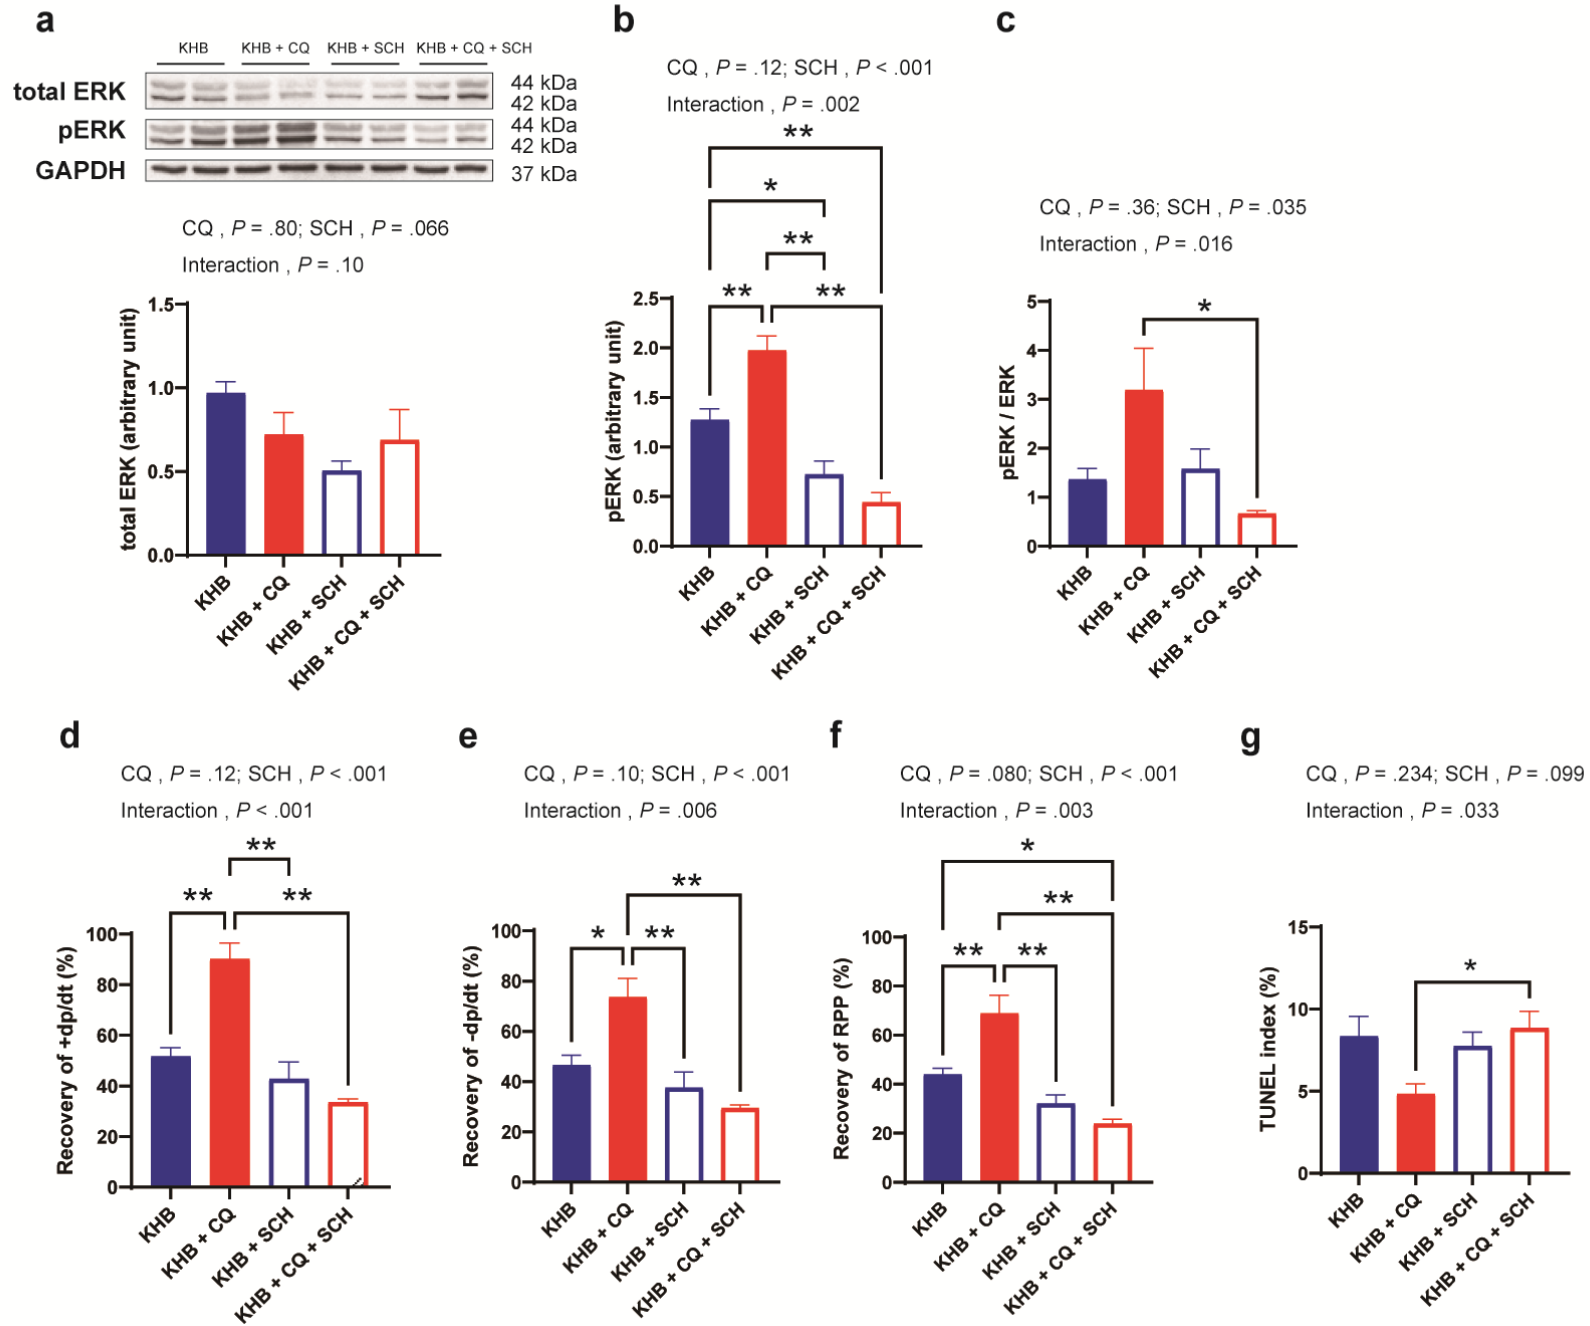 a
KHB
KHB + CQ
KHB + SCH
KHB + CQ + SCH
total ERK
44 kDa
42 kDa
pERK
44 kDa
42 kDa
GAPDH
37 kDa
CQ , P = .80; SCH , P = .066
Interaction , P = .10
total ERK (arbitrary unit)
1.5
1.0
0.5
0.0
KHB
KHB + CQ
KHB + SCH
KHB + CQ + SCH
b
CQ , P = .12; SCH , P < .001
Interaction , P = .002
**
*
**
**
**
pERK (arbitrary unit)
2.5
2.0
1.5
1.0
0.5
0.0
KHB
KHB + CQ
KHB + SCH
KHB + CQ + SCH
c
CQ , P = .36; SCH , P = .035
Interaction , P = .016
*
pERK / ERK
5
4
3
2
1
0
KHB
KHB + CQ
KHB + SCH
KHB + CQ + SCH
d
CQ , P = .12; SCH , P < .001
Interaction , P < .001
**
**
**
Recovery of +dp/dt (%)
100
80
60
40
20
0
KHB
KHB + CQ
KHB + SCH
KHB + CQ + SCH
e
CQ , P = .10; SCH , P < .001
Interaction , P = .006
**
*
**
Recovery of -dp/dt (%)
100
80
60
40
20
0
KHB
KHB + CQ
KHB + SCH
KHB + CQ + SCH
f
CQ , P = .080; SCH , P < .001
Interaction , P = .003
*
**
**
**
Recovery of RPP (%)
100
80
60
40
20
0
KHB
KHB + CQ
KHB + SCH
KHB + CQ + SCH
g
CQ , P = .234; SCH , P = .099
Interaction , P = .033
*
TUNEL index (%)
15
10
5
0
KHB
KHB + CQ
KHB + SCH
KHB + CQ + SCH